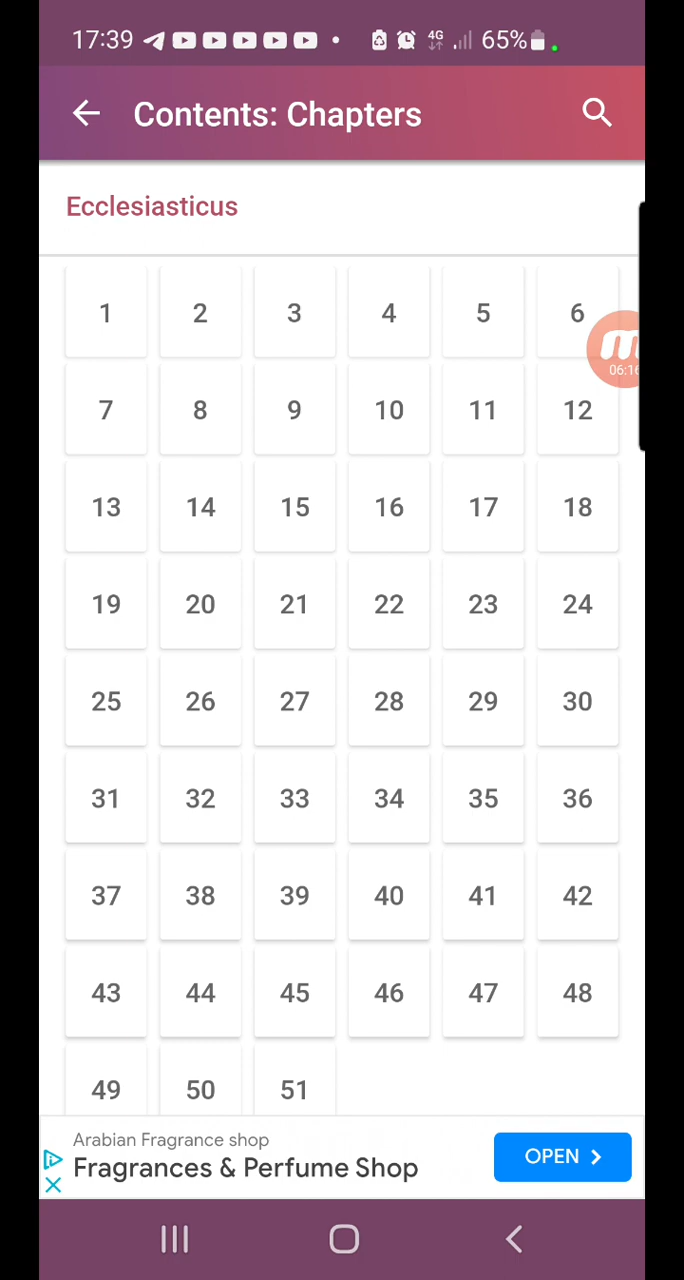 17:39 4G 65%
Contents: Chapters
Ecclesiasticus
1 2 3 4 5 6
06:16
7 8 9 10 11 12
13 14 15 16 17 18
19 20 21 22 23 24
25 26 27 28 29 30
31 32 33 34 35 36
37 38 39 40 41 42
43 44 45 46 47 48
49 50 51
Arabian Fragrance shop
Fragrances & Perfume Shop
OPEN